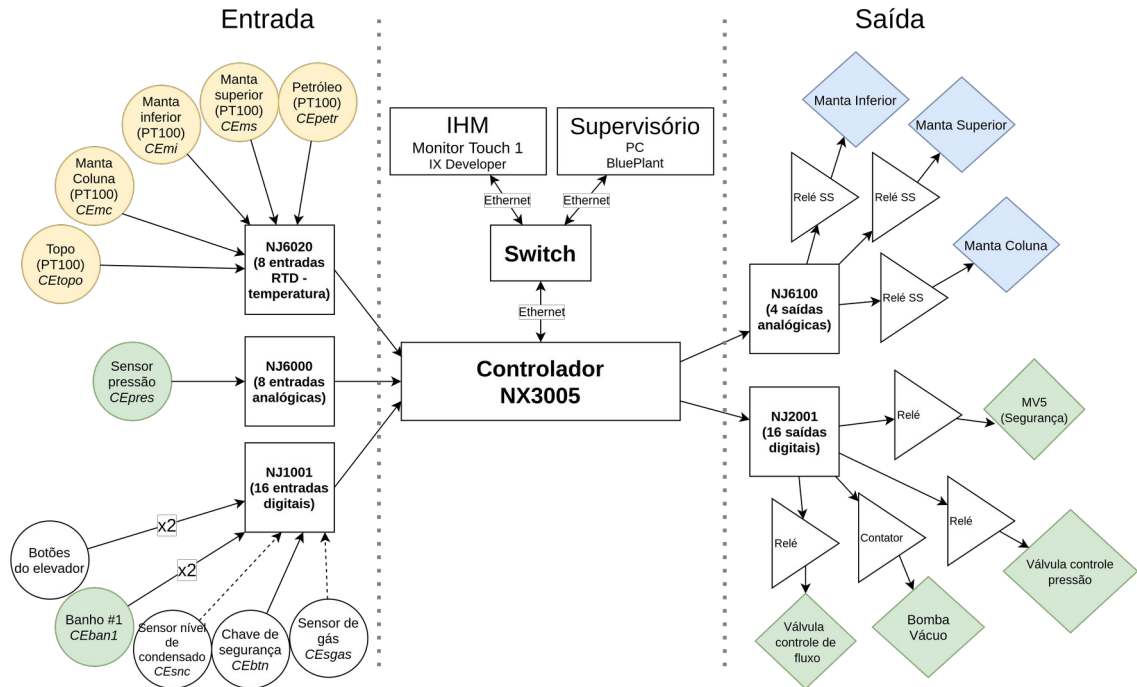 Entrada
Saída
Manta
superior
(PT100)
CEms
Petróleo
(PT100)
CEpetr
Manta
inferior
(PT100)
CEmi
Manta
Coluna
(PT100)
CEmc
Topo
(PT100)
CEtopo
NJ6020
(8 entradas
RTD -
temperatura)
Sensor
pressão
CEpres
NJ6000
(8 entradas
analógicas)
NJ1001
(16 entradas
digitais)
x2
x2
Botões
do elevador
Banho #1
CEban1
Sensor nível
de
condensado
CEsnc
Chave de
segurança
CEbtn
Sensor de
gás
CEsgas
IHM
Monitor Touch 1
IX Developer
Supervisório
PC
BluePlant
Ethernet
Ethernet
Switch
Ethernet
Controlador
NX3005
Manta Inferior
Manta Superior
Relé SS
Relé SS
Manta Coluna
Relé SS
NJ6100
(4 saídas
analógicas)
NJ2001
(16 saídas
digitais)
Relé
MV5
(Segurança)
Relé
Contator
Relé
Válvula controle
pressão
Válvula
controle de
fluxo
Bomba
Vácuo